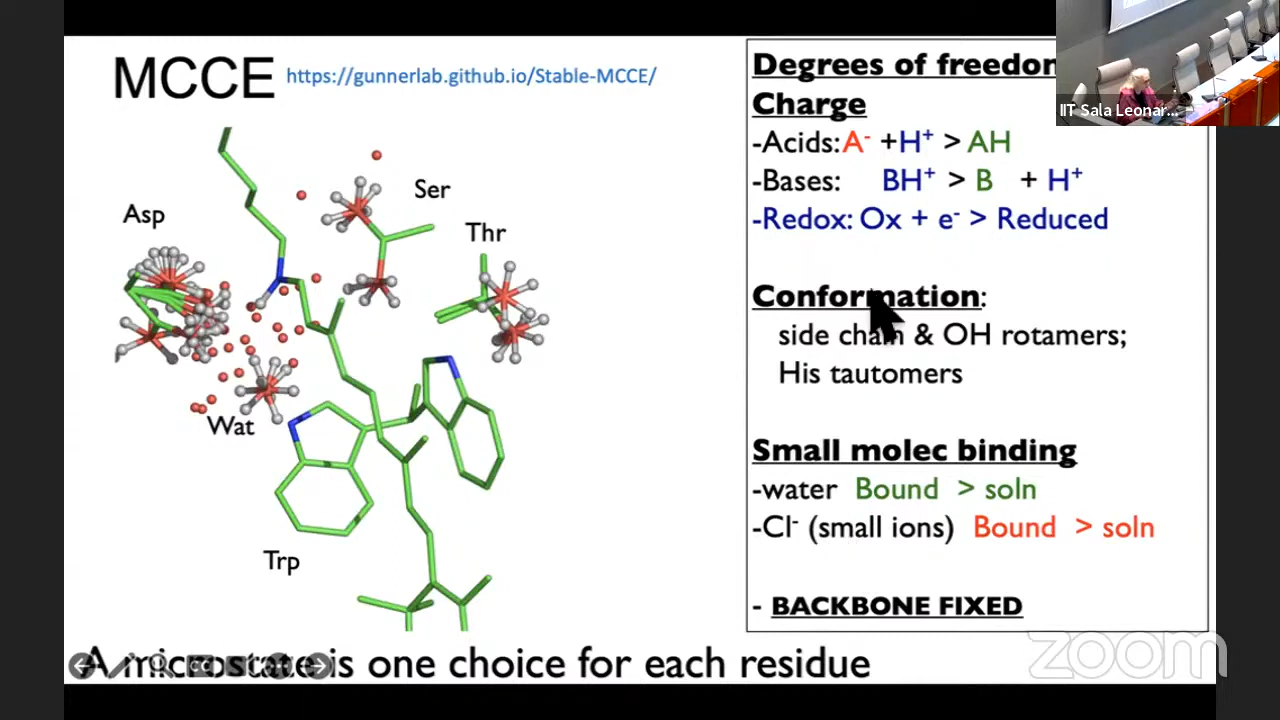 MCCE https://gunnerlab.github.io/Stable-MCCE/
Asp
Ser
Thr
Wat
Trp
Degrees of freedom
Charge
-Acids: A⁻ +H⁺ > AH
-Bases: BH⁺ > B + H⁺
-Redox: Ox + e⁻ > Reduced
Conformation:
side chain & OH rotamers;
His tautomers
Small molec binding
-water Bound > soln
-Cl⁻ (small ions) Bound > soln
- BACKBONE FIXED
A microstate is one choice for each residue
IIT Sala Leonar...
zoom